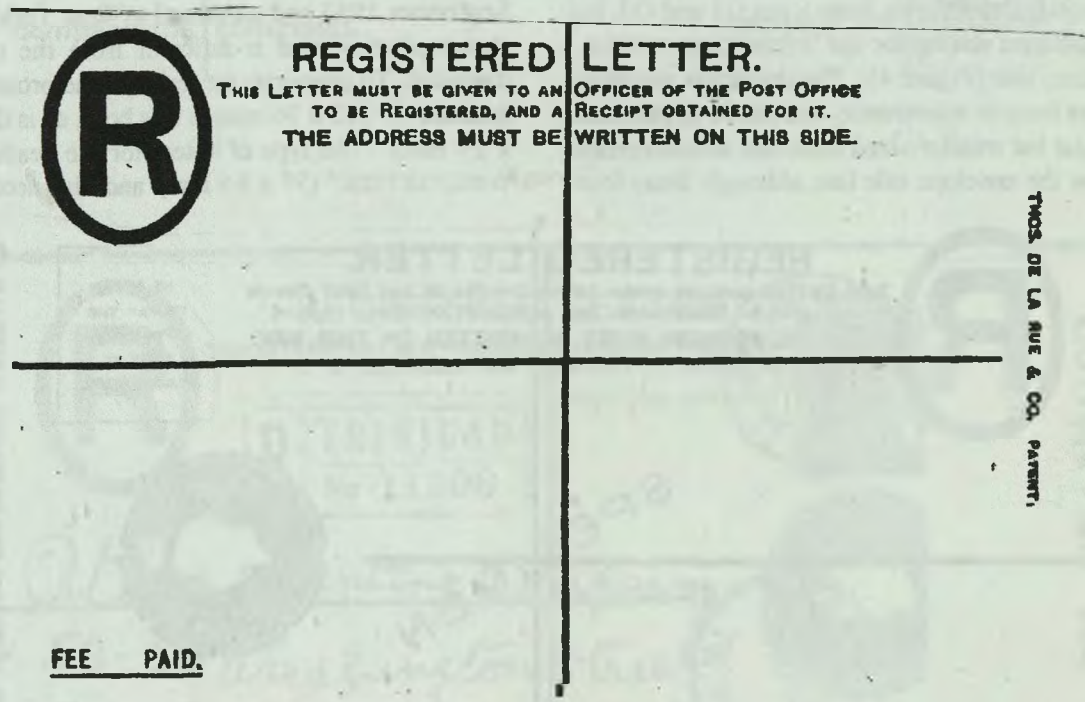 R
REGISTERED LETTER.
THIS LETTER MUST BE GIVEN TO AN OFFICER OF THE POST OFFICE
TO BE REGISTERED, AND A RECEIPT OBTAINED FOR IT.
THE ADDRESS MUST BE WRITTEN ON THIS SIDE.
THOS. DE LA RUE & CO. PATENT,
FEE PAID.